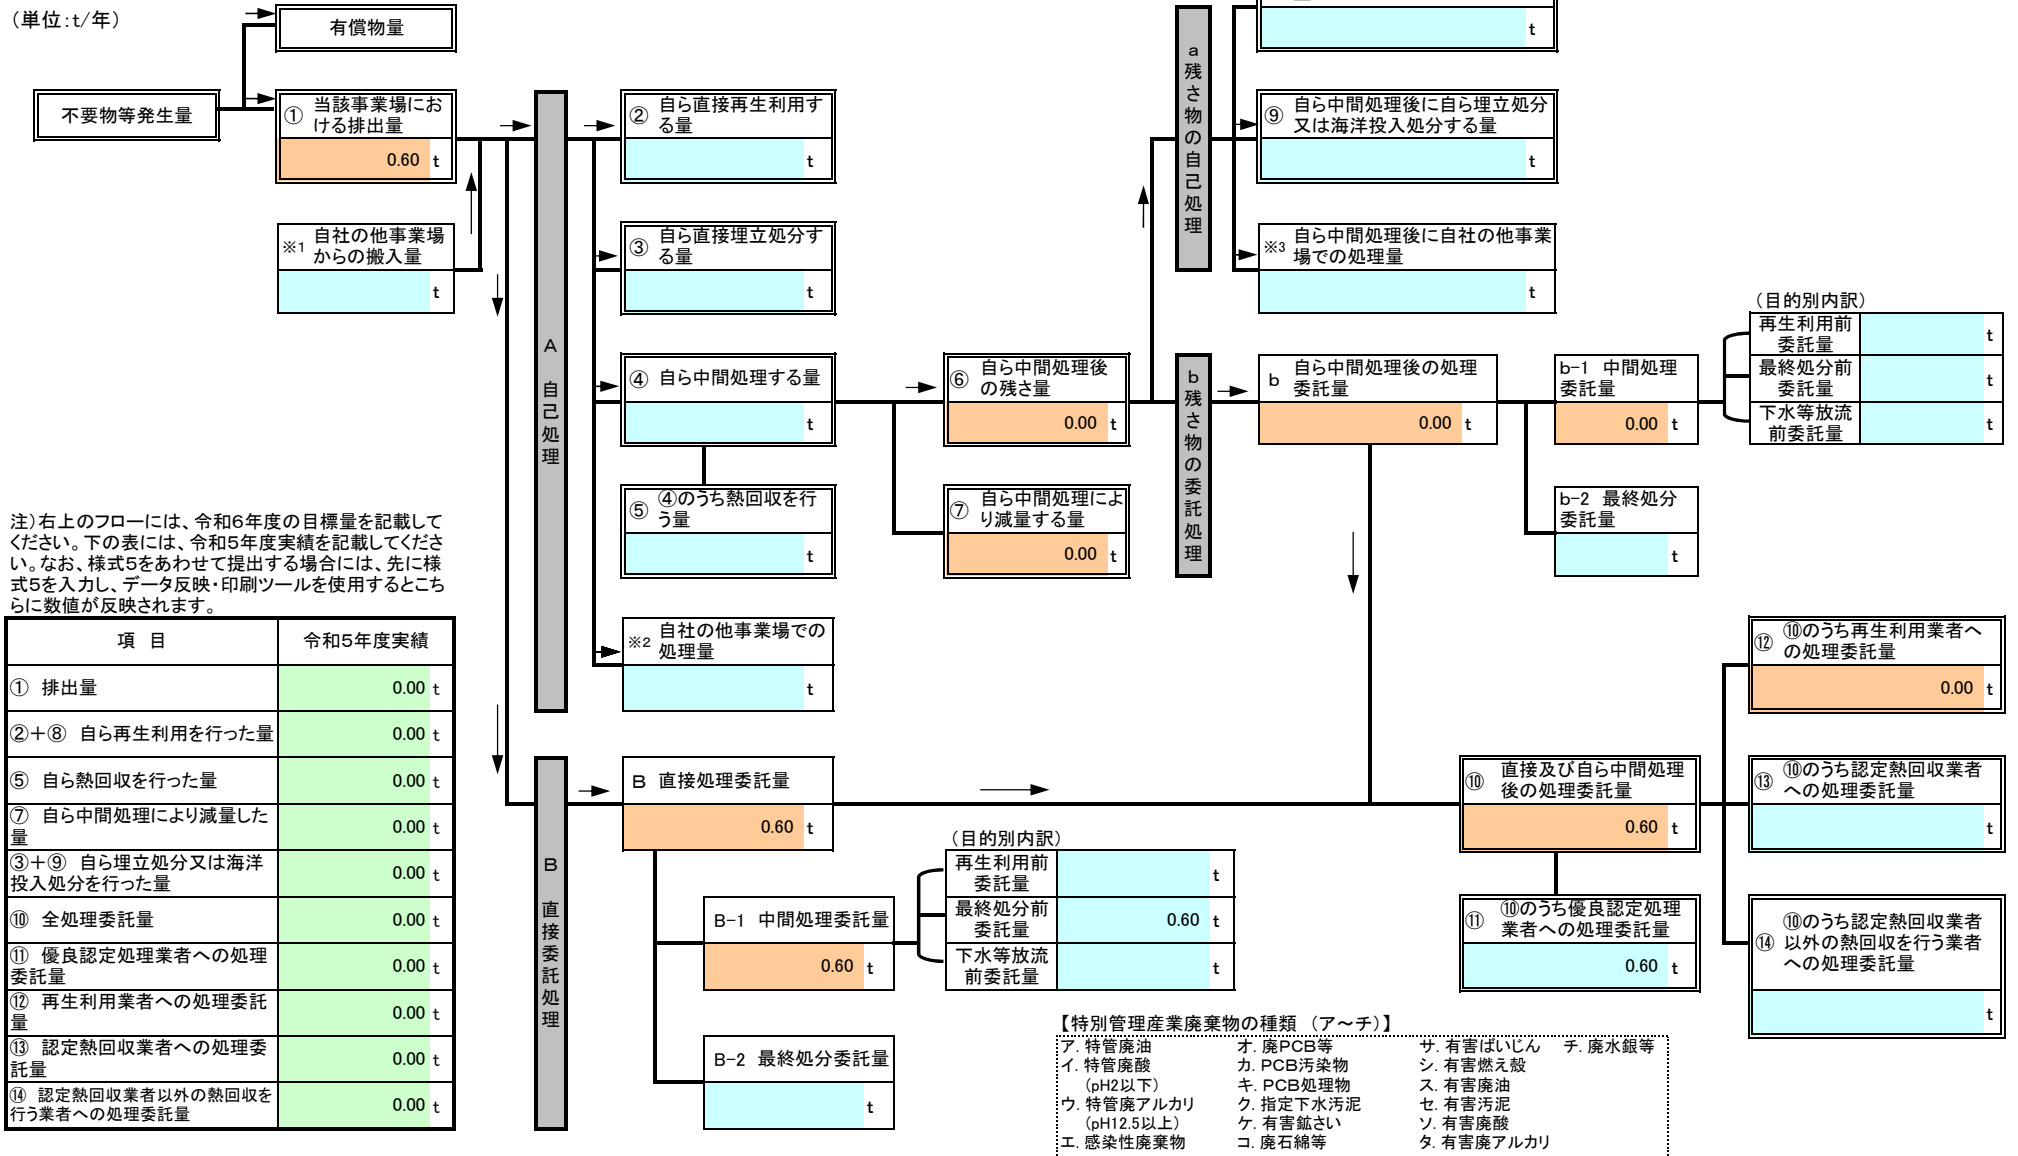 （単位：t/年）
有償物量
不要物等発生量
① 当該事業場にお
ける排出量
0.60 t
※1 自社の他事業場
からの搬入量
t
A
自己処理
② 自ら直接再生利用す
る量
t
③ 自ら直接埋立処分す
る量
t
④ 自ら中間処理する量
t
⑤ ④のうち熱回収を行
う量
t
※2 自社の他事業場での
処理量
t
⑥ 自ら中間処理後
の残さ量
0.00 t
⑦ 自ら中間処理によ
り減量する量
0.00 t
a残さ物の自己処理
t
⑨ 自ら中間処理後に自ら埋立処分
又は海洋投入処分する量
t
※3 自ら中間処理後に自社の他事業
場での処理量
t
b残さ物の委託処理
b 自ら中間処理後の処理
委託量
0.00 t
b-1 中間処理
委託量
0.00 t
b-2 最終処分
委託量
t
（目的別内訳）
再生利用前
委託量
t
最終処分前
委託量
t
下水等放流
前委託量
t
注）右上のフローには、令和6年度の目標量を記載して
ください。下の表には、令和5年度実績を記載してくださ
い。なお、様式5をあわせて提出する場合には、先に様
式5を入力し、データ反映・印刷ツールを使用するとこち
らに数値が反映されます。
項 目 令和5年度実績
① 排出量 0.00 t
②＋⑧ 自ら再生利用を行った量 0.00 t
⑤ 自ら熱回収を行った量 0.00 t
⑦ 自ら中間処理により減量した
量 0.00 t
③＋⑨ 自ら埋立処分又は海洋
投入処分を行った量 0.00 t
⑩ 全処理委託量 0.00 t
⑪ 優良認定処理業者への処理
委託量 0.00 t
⑫ 再生利用業者への処理委託
量 0.00 t
⑬ 認定熱回収業者への処理委
託量 0.00 t
⑭ 認定熱回収業者以外の熱回収を
行う業者への処理委託量 0.00 t
B
直接委託処理
B 直接処理委託量
0.60 t
B-1 中間処理委託量
0.60 t
B-2 最終処分委託量
t
（目的別内訳）
再生利用前
委託量
t
最終処分前
委託量
0.60 t
下水等放流
前委託量
t
⑩ 直接及び自ら中間処理
後の処理委託量
0.60 t
⑪ ⑩のうち優良認定処理
業者への処理委託量
0.60 t
⑫ ⑩のうち再生利用業者へ
の処理委託量
0.00 t
⑬ ⑩のうち認定熱回収業者
への処理委託量
t
⑭ ⑩のうち認定熱回収業者
以外の熱回収を行う業者
への処理委託量
t
【特別管理産業廃棄物の種類 （ア～チ）】
ア. 特管廃油 オ. 廃PCB等 サ. 有害ばいじん チ. 廃水銀等
イ. 特管廃酸 カ. PCB汚染物 シ. 有害燃え殻
（pH2以下） キ. PCB処理物 ス. 有害廃油
ウ. 特管廃アルカリ ク. 指定下水汚泥 セ. 有害汚泥
（pH12.5以上） ケ. 有害鉱さい ソ. 有害廃酸
エ. 感染性廃棄物 コ. 廃石綿等 タ. 有害廃アルカリ